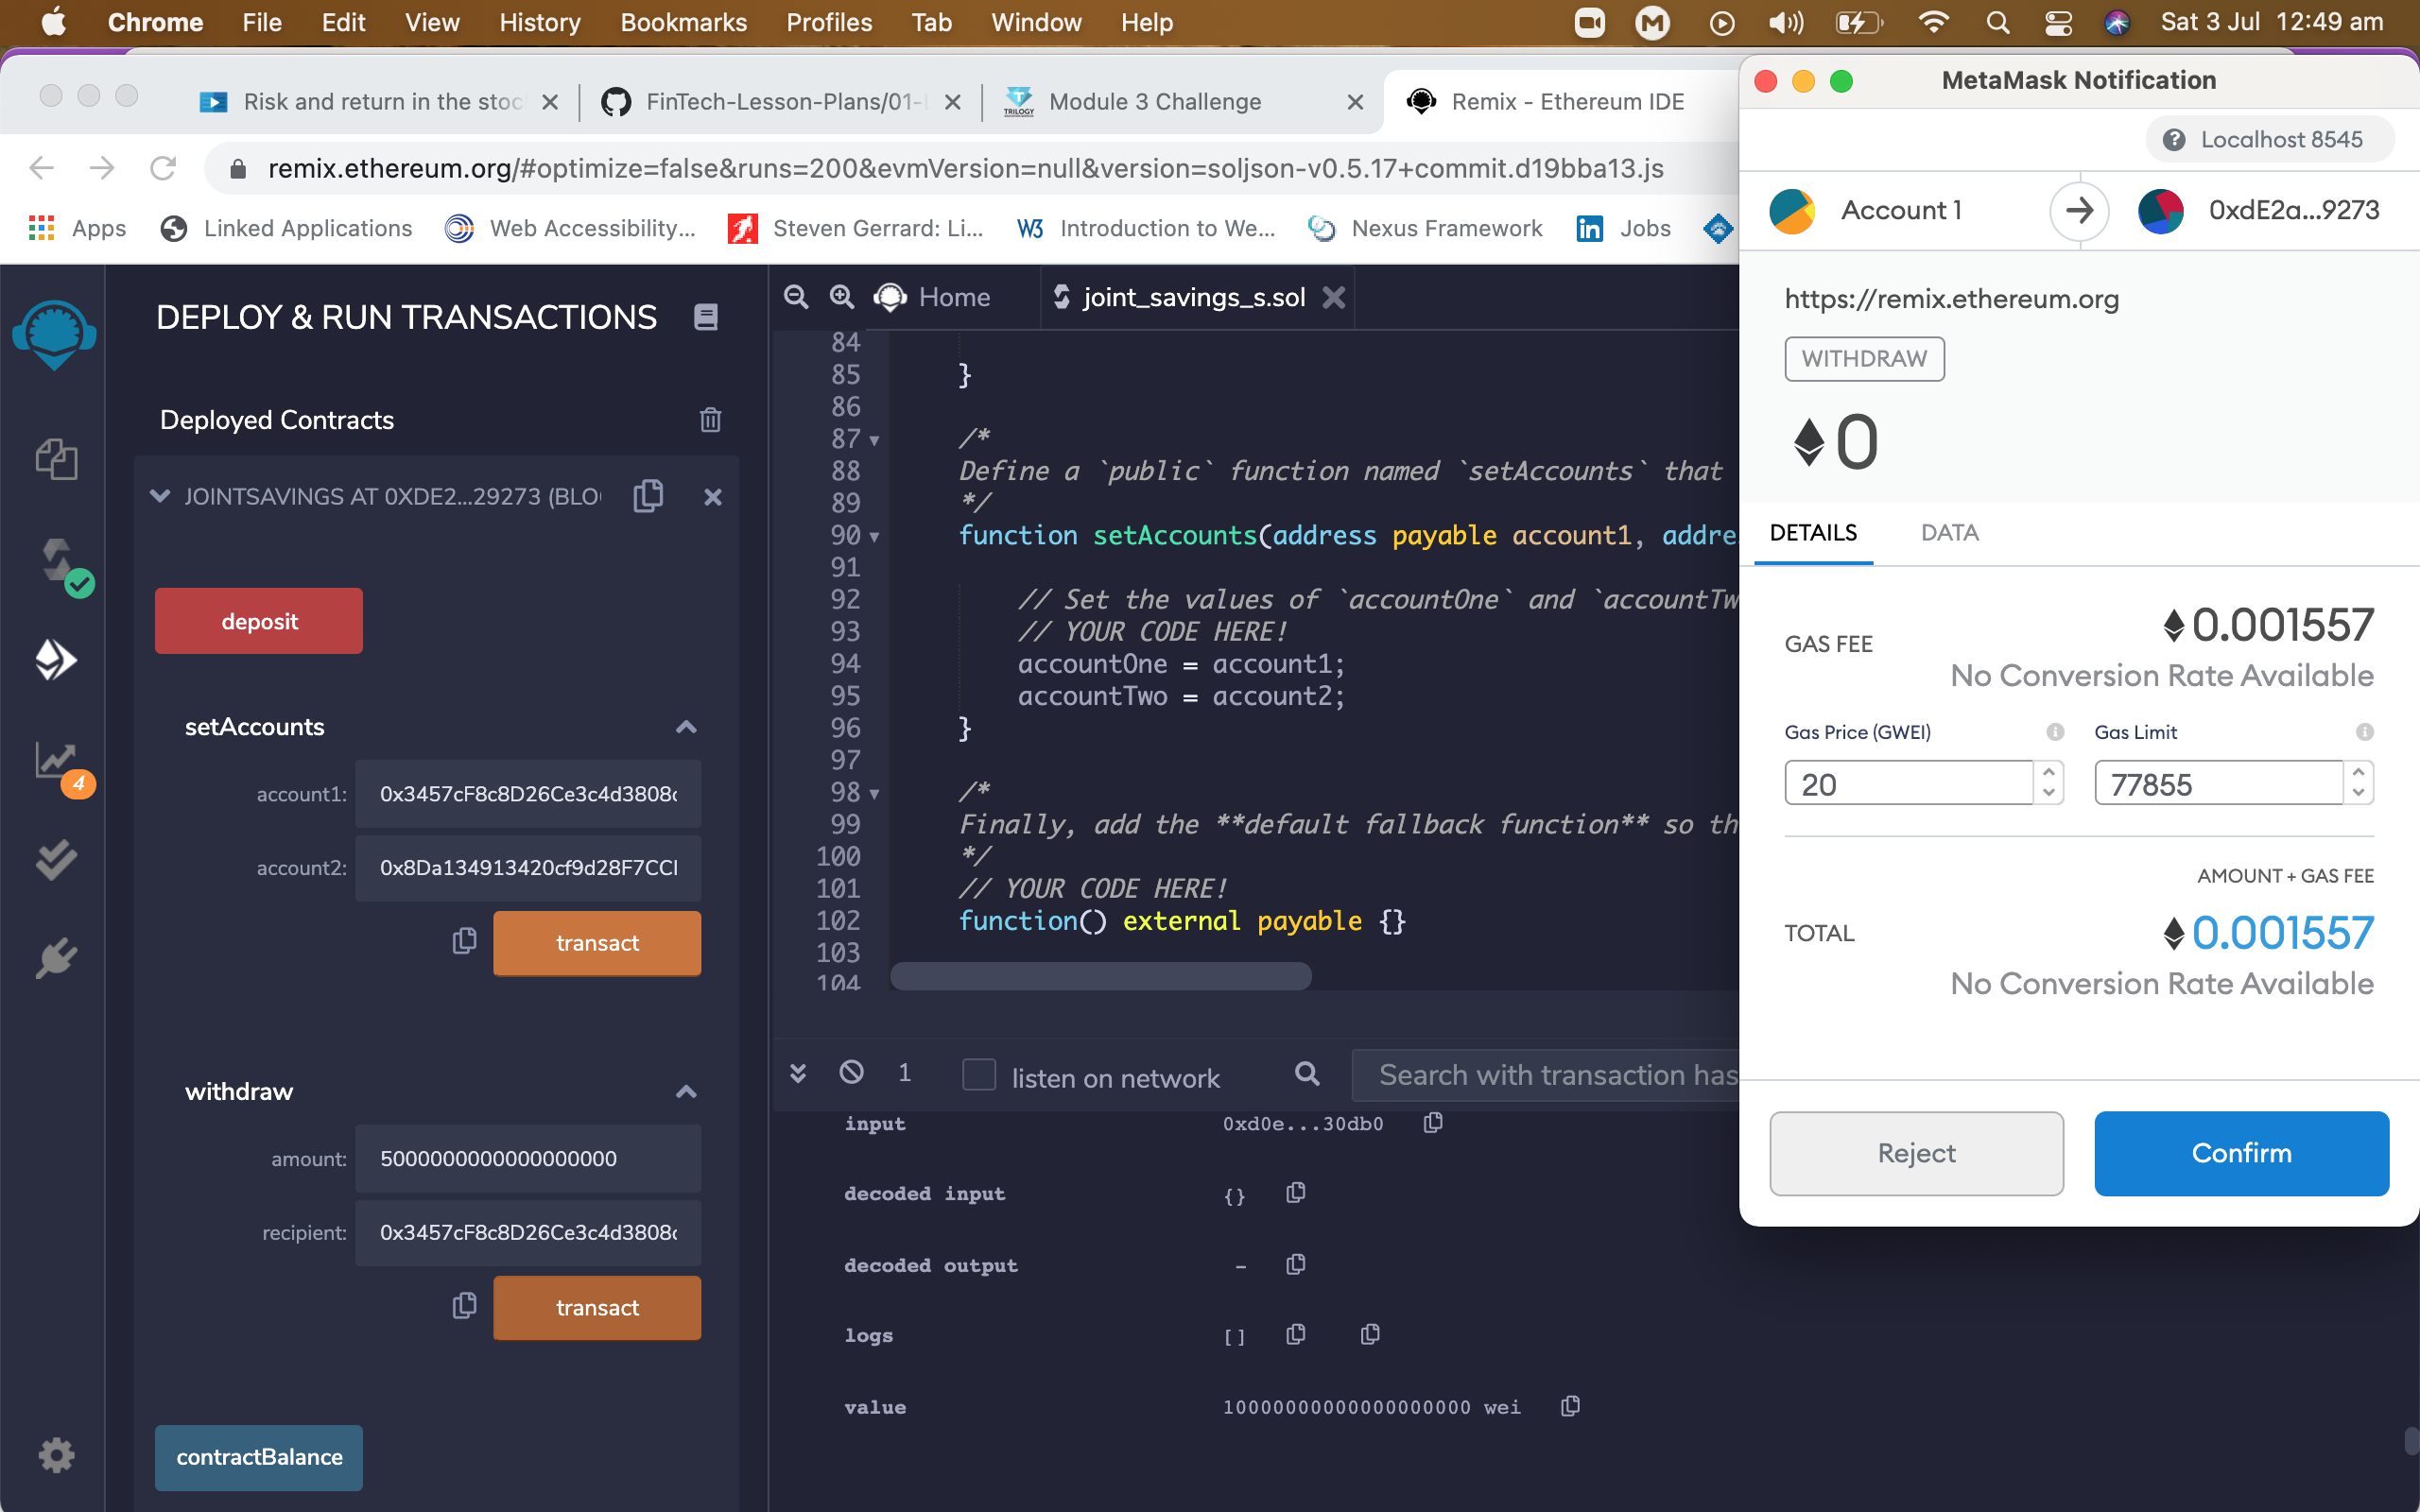 Chrome File Edit View History Bookmarks Profiles Tab Window Help Sat 3 Jul 12:49 am
Risk and return in the stoc FinTech-Lesson-Plans/01- Module 3 Challenge Remix - Ethereum IDE
TRILOGY
remix.ethereum.org/#optimize=false&runs=200&evmVersion=null&version=soljson-v0.5.17+commit.d19bba13.js
Apps Linked Applications Web Accessibility... Steven Gerrard: Li... W3 Introduction to We... Nexus Framework in Jobs
DEPLOY & RUN TRANSACTIONS
Deployed Contracts
JOINTSAVINGS AT 0XDE2...29273 (BLO
deposit
setAccounts
account1: 0x3457cF8c8D26Ce3c4d3808
account2: 0x8Da134913420cf9d28F7CC
transact
withdraw
amount: 5000000000000000000
recipient: 0x3457cF8c8D26Ce3c4d3808
transact
contractBalance
4
Home joint_savings_s.sol
84
85 }
86
87 /*
88 Define a `public` function named `setAccounts` that
89 */
90 function setAccounts(address payable account1, addre
91
92 // Set the values of `accountOne` and `accountTw
93 // YOUR CODE HERE!
94 accountOne = account1;
95 accountTwo = account2;
96 }
97
98 /*
99 Finally, add the **default fallback function** so th
100 */
101 // YOUR CODE HERE!
102 function() external payable {}
103
104
1 listen on network Search with transaction has
input 0xd0e...30db0
decoded input {}
decoded output -
logs []
value 10000000000000000000 wei
MetaMask Notification
Localhost 8545
Account 1 0xdE2a...9273
https://remix.ethereum.org
WITHDRAW
0
DETAILS DATA
GAS FEE 0.001557
No Conversion Rate Available
Gas Price (GWEI) Gas Limit
20 77855
AMOUNT + GAS FEE
TOTAL 0.001557
No Conversion Rate Available
Reject Confirm